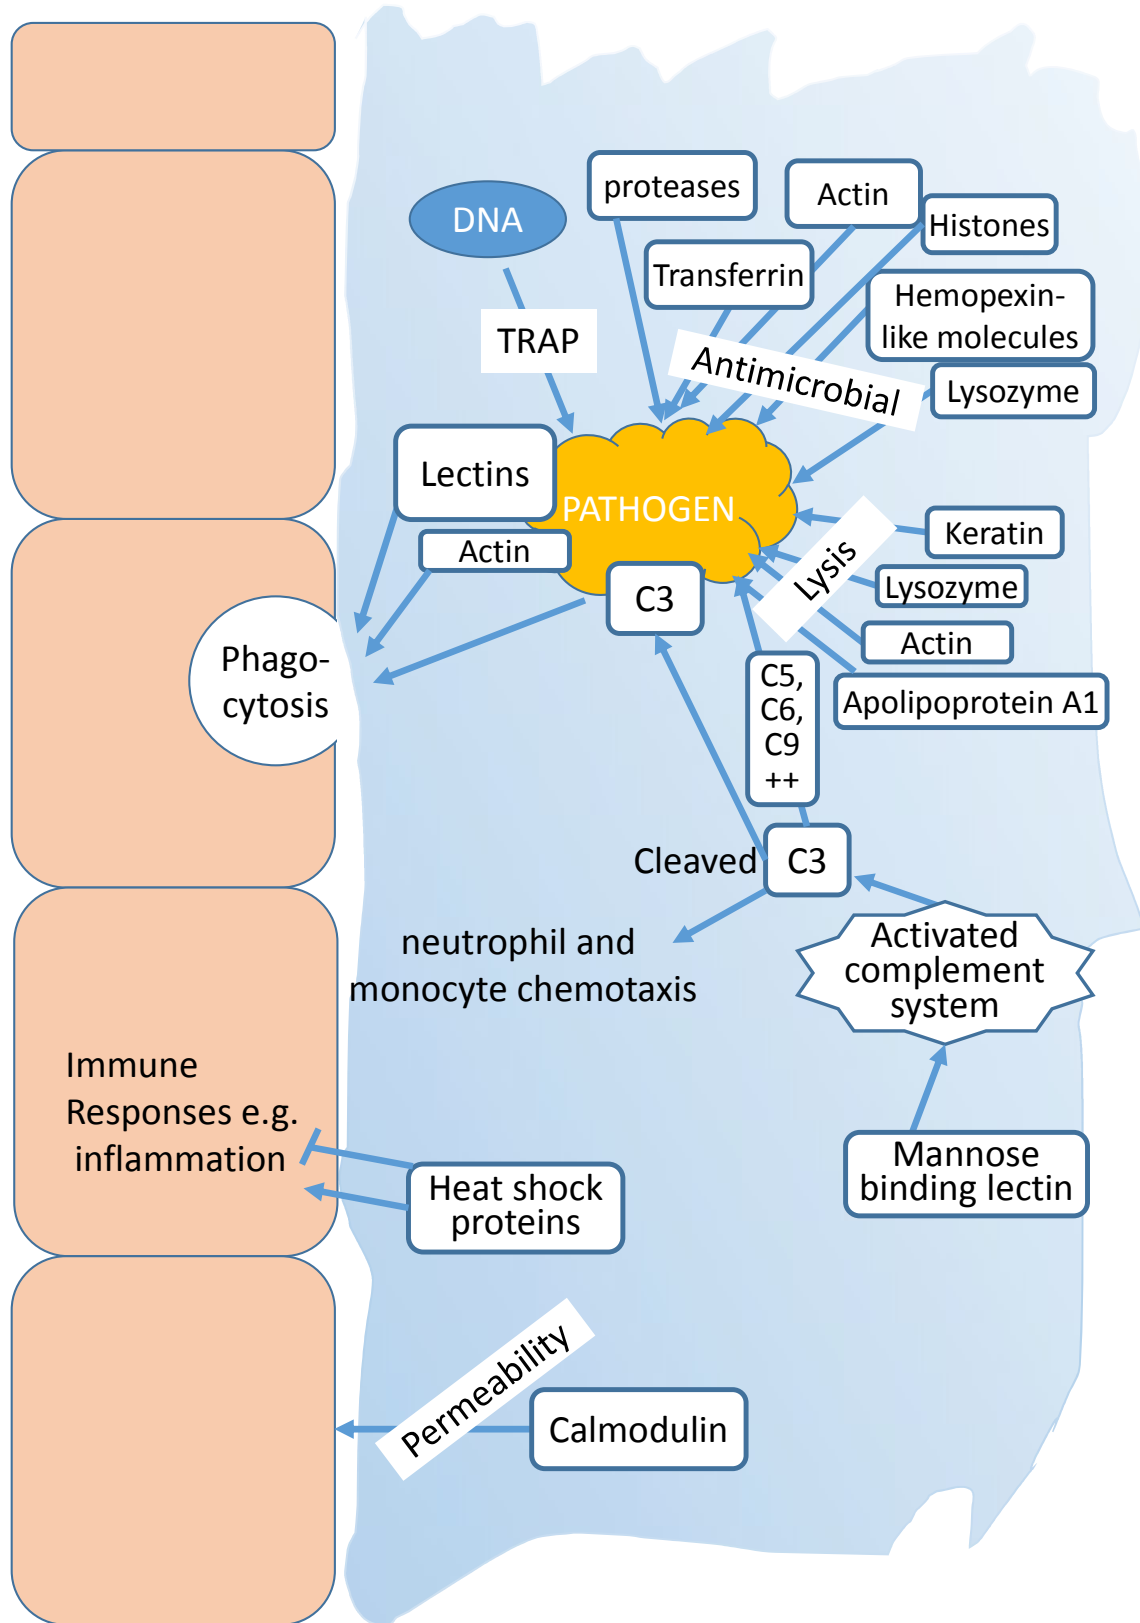 proteases
Actin
DNA
Histones
Transferrin
Hemopexin-
like molecules
TRAP
Antimicrobial
Lysozyme
Lectins
PATHOGEN
Keratin
Actin
Lysis
Lysozyme
C3
Actin
Phago-
cytosis
C5,
C6,
C9
++
Apolipoprotein A1
Cleaved
C3
neutrophil and
monocyte chemotaxis
Activated
complement
system
Immune
Responses e.g.
inflammation
Heat shock
proteins
Mannose
binding lectin
Permeability
Calmodulin